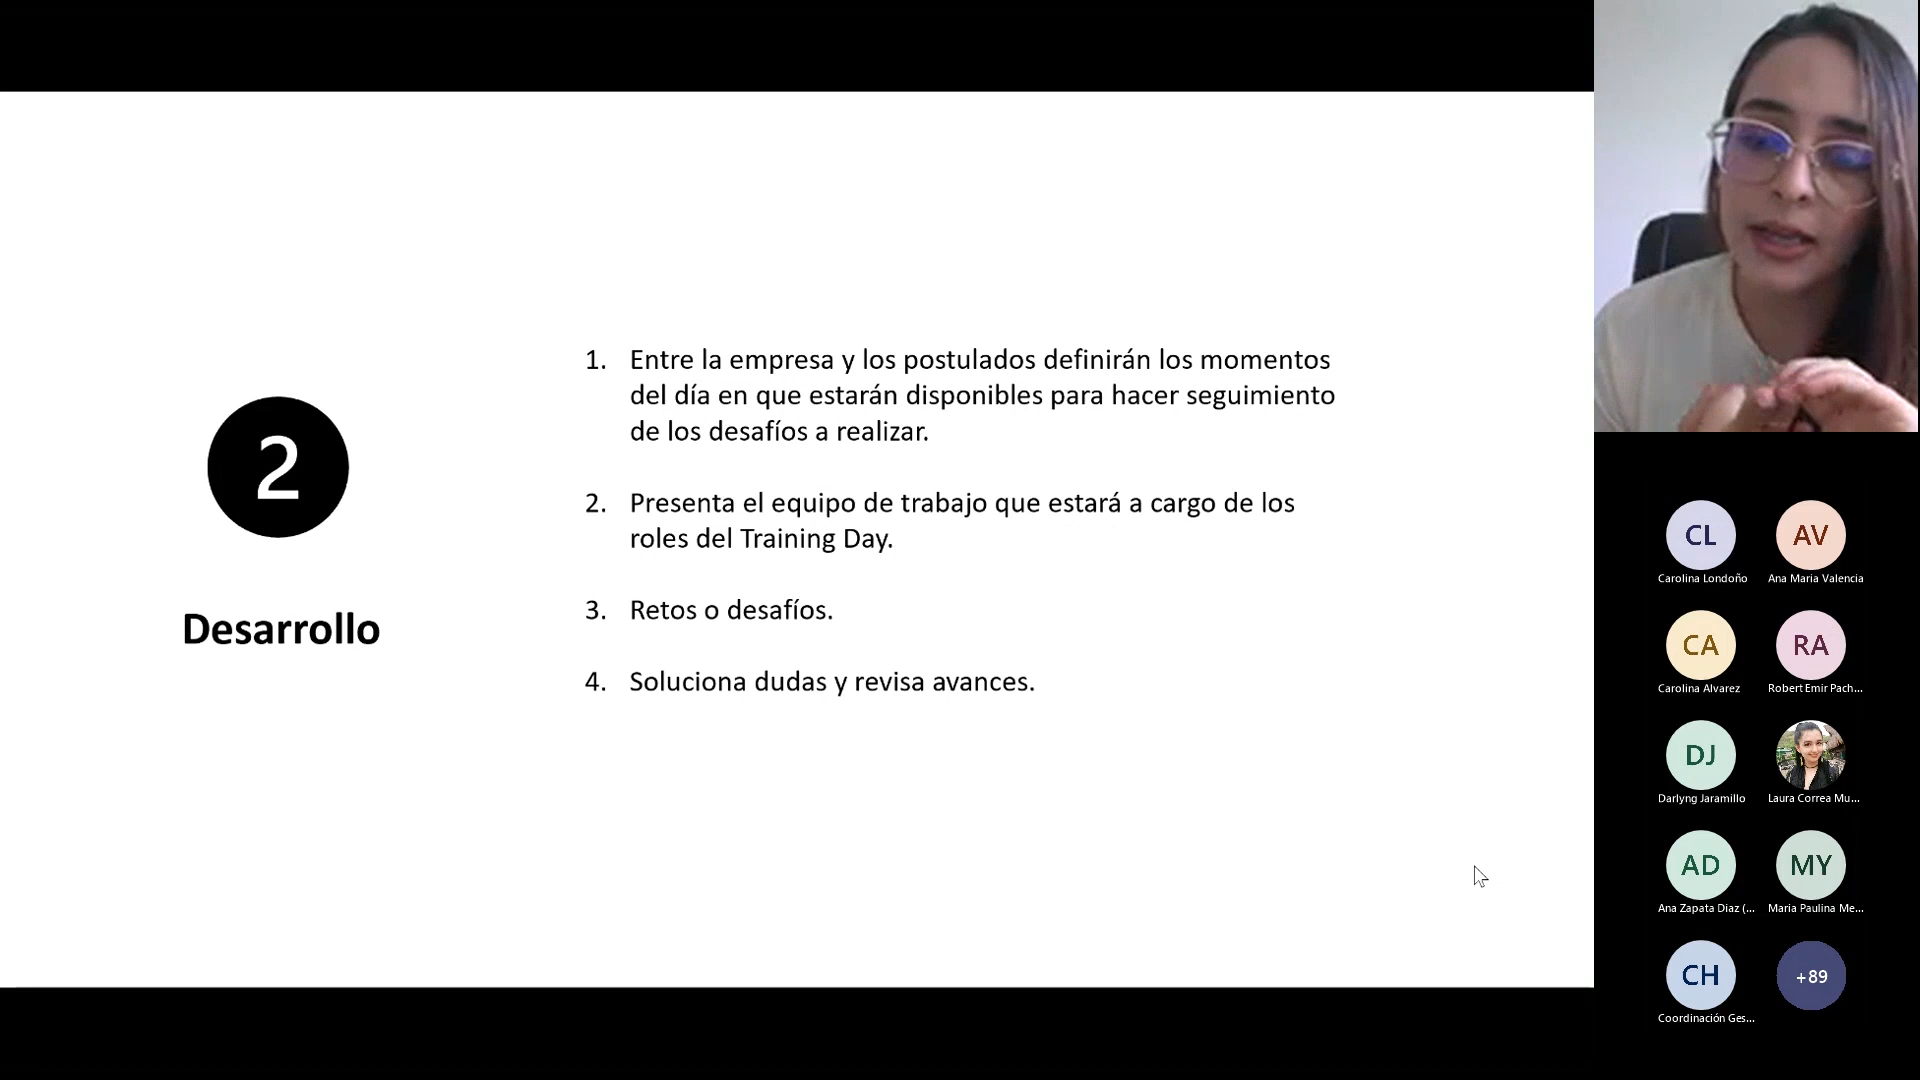 2
Desarrollo
1. Entre la empresa y los postulados definirán los momentos
del día en que estarán disponibles para hacer seguimiento
de los desafíos a realizar.
2. Presenta el equipo de trabajo que estará a cargo de los
roles del Training Day.
3. Retos o desafíos.
4. Soluciona dudas y revisa avances.
CL
AV
Carolina Londoño
Ana Maria Valencia
CA
RA
Carolina Alvarez
Robert Emir Pach...
DJ
Darlyng Jaramillo
Laura Correa Mu...
AD
MY
Ana Zapata Diaz (...
Maria Paulina Me...
CH
+89
Coordinación Ges...